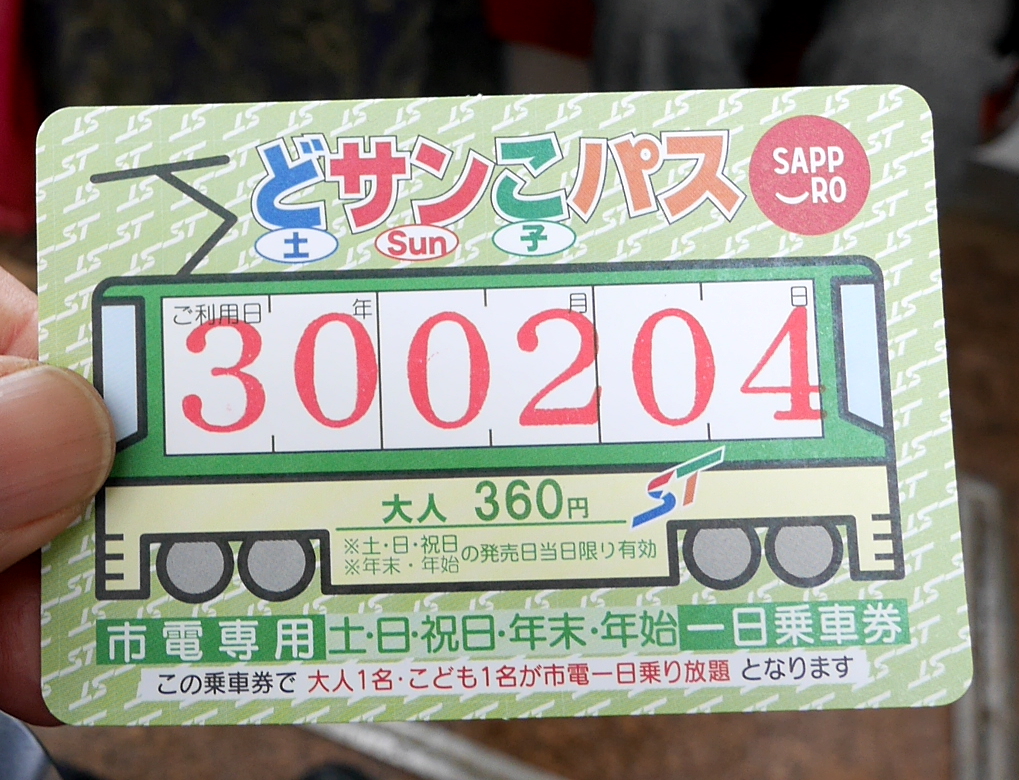 どサンこパス
土 Sun 子
SAPP
RO
ご利用日 年 月 日
300204
大人 360円
ST
※土・日・祝日
※年末・年始
の発売日当日限り有効
市電専用 土・日・祝日・年末・年始 一日乗車券
この乗車券で 大人1名・こども1名が市電一日乗り放題 となります